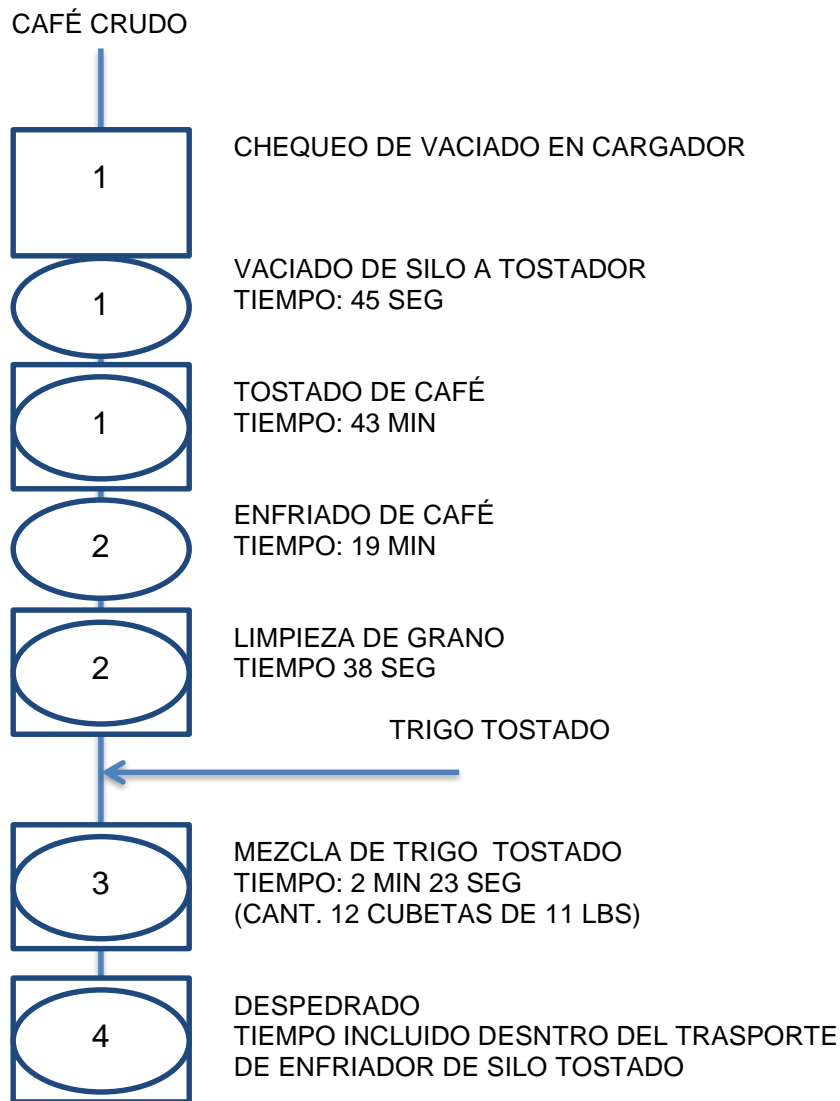 CAFÉ CRUDO
1
CHEQUEO DE VACIADO EN CARGADOR
1
VACIADO DE SILO A TOSTADOR
TIEMPO: 45 SEG
1
TOSTADO DE CAFÉ
TIEMPO: 43 MIN
2
ENFRIADO DE CAFÉ
TIEMPO: 19 MIN
2
LIMPIEZA DE GRANO
TIEMPO 38 SEG
TRIGO TOSTADO
3
MEZCLA DE TRIGO TOSTADO
TIEMPO: 2 MIN 23 SEG
(CANT. 12 CUBETAS DE 11 LBS)
4
DESPEDRADO
TIEMPO INCLUIDO DESNTRO DEL TRASPORTE
DE ENFRIADOR DE SILO TOSTADO